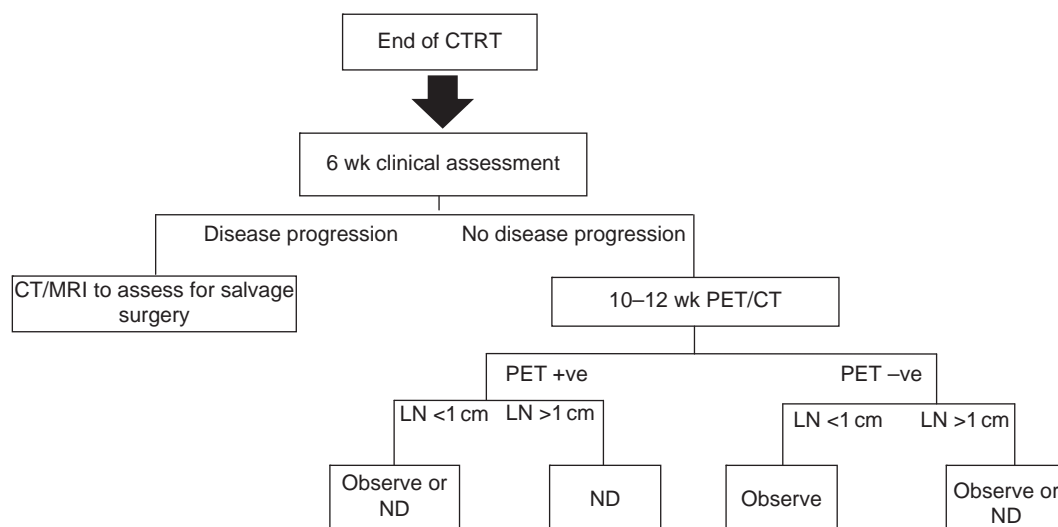 End of CTRT
6 wk clinical assessment
Disease progression
No disease progression
CT/MRI to assess for salvage
surgery
10–12 wk PET/CT
PET +ve
PET –ve
LN <1 cm
LN >1 cm
LN <1 cm
LN >1 cm
Observe or
ND
ND
Observe
Observe or
ND